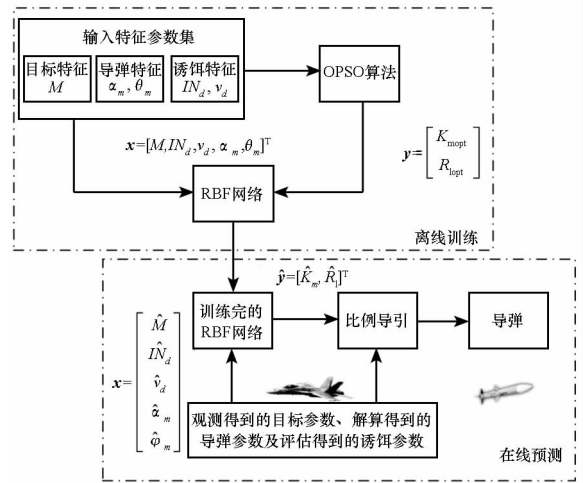 输入特征参数集
目标特征 导弹特征 诱饵特征
M α_m, θ_m IN_d, v_d
OPSO算法
x=[M,IN_d,v_d, α_m,θ_m]^T
y= [K_mopt
R_lopt]
RBF网络
离线训练
ŷ=[K̂_m, R̂_l]^T
x= [M̂
IN̂_d
v̂_d
α̂_m
φ̂_m]
训练完的
RBF网络
比例导引
导弹
观测得到的目标参数、解算得到的
导弹参数及评估得到的诱饵参数
在线预测